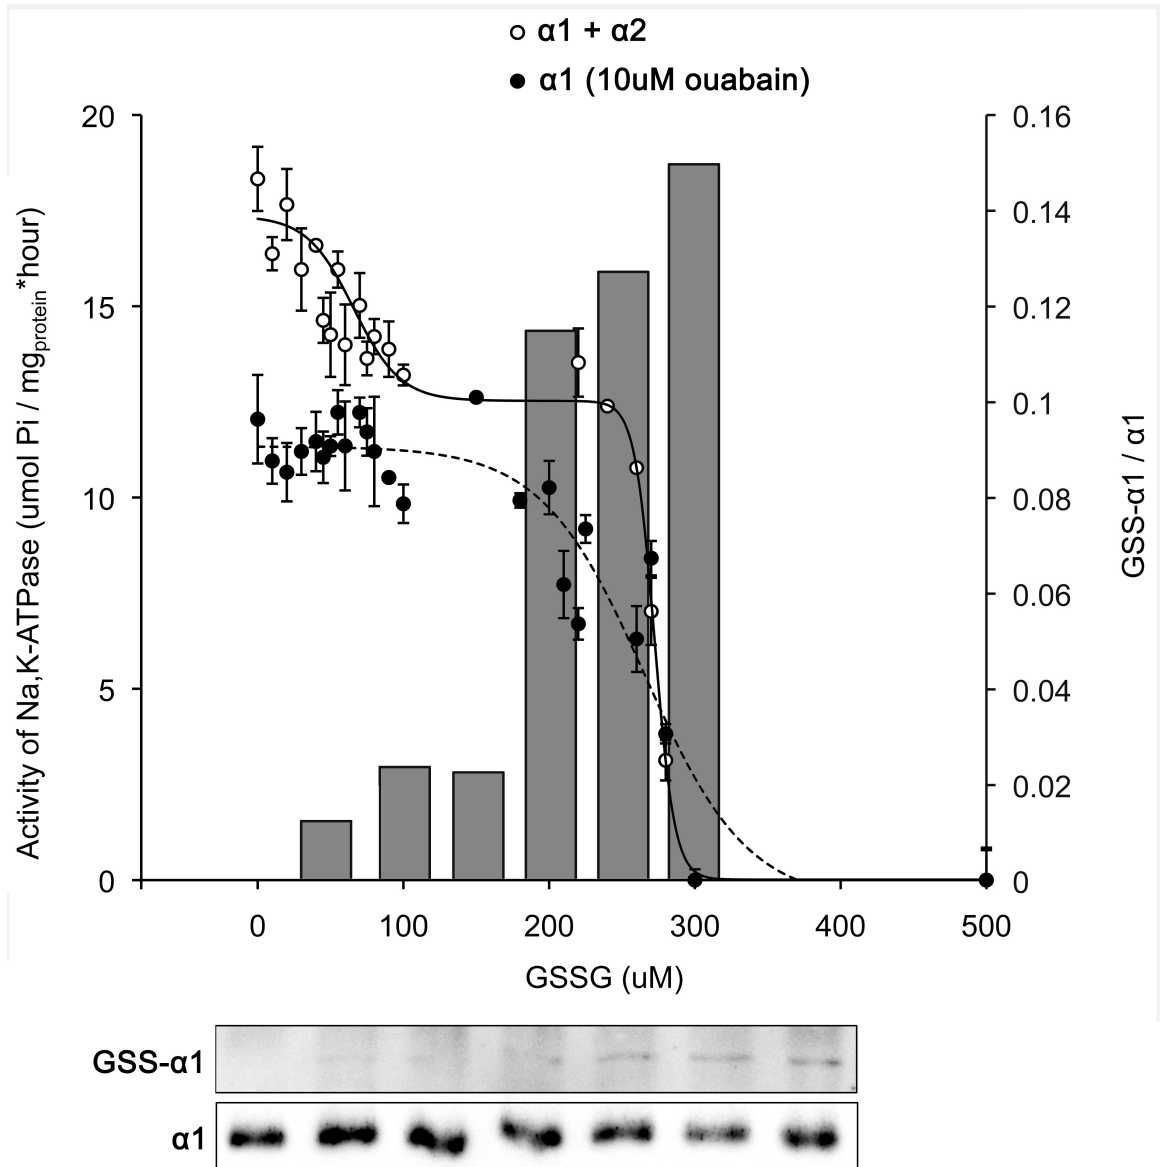 α1 + α2
α1 (10uM ouabain)
20
15
10
5
0
Activity of Na,K-ATPase (umol Pi / mgprotein*hour)
0.16
0.14
0.12
0.1
0.08
0.06
0.04
0.02
0
GSS-α1 / α1
0 100 200 300 400 500
GSSG (uM)
GSS-α1
α1